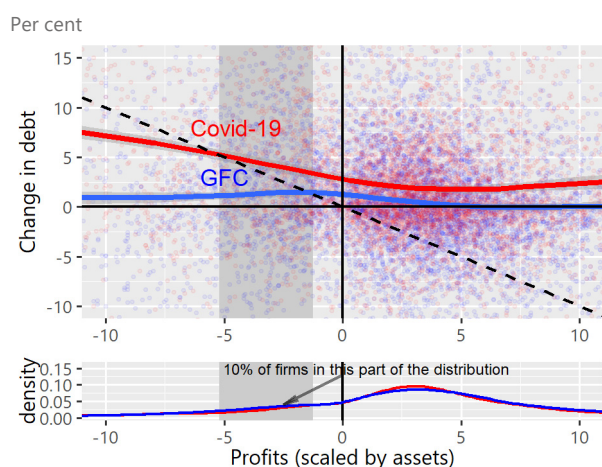 Per cent
15
10
5
0
-5
-10
Change in debt
Covid-19
GFC
-10 -5 0 5 10
0.15
0.10
0.05
0.00
density
10% of firms in this part of the distribution
-10 -5 0 5 10
Profits (scaled by assets)